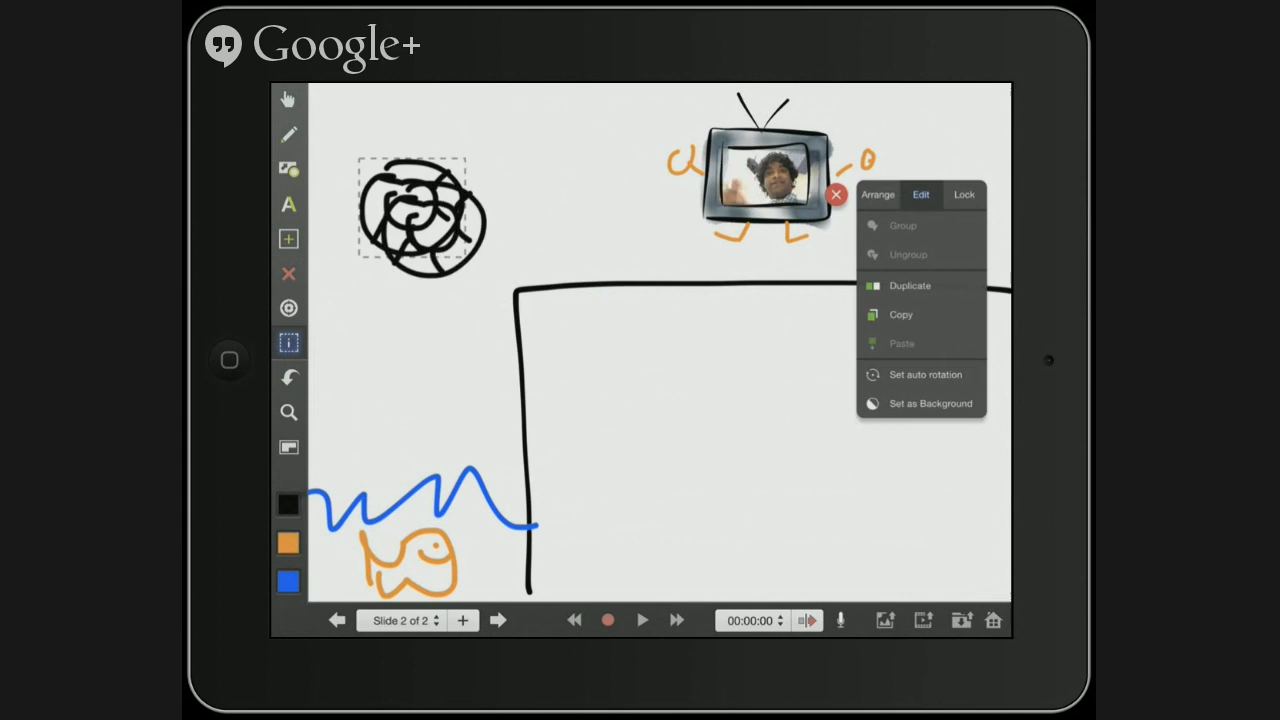 Google+
Arrange Edit Lock
Group
Ungroup
Duplicate
Copy
Paste
Set auto rotation
Set as Background
Slide 2 of 2
00:00:00